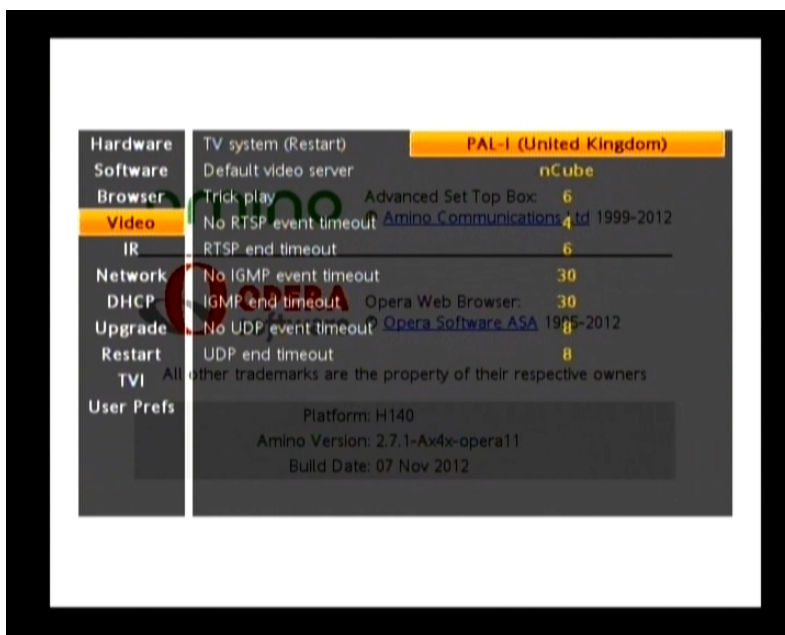 Hardware
Software
Browser
Video
IR
Network
DHCP
Upgrade
Restart
TVI
User Prefs
TV system (Restart) PAL-I (United Kingdom)
Default video server nCube
Trick play 6
No RTSP event timeout 4
RTSP end timeout 6
No IGMP event timeout 30
IGMP end timeout 30
No UDP event timeout 8
UDP end timeout 8
amino
Advanced Set Top Box:
© Amino Communications Ltd 1999-2012
OPERA
software
Opera Web Browser:
© Opera Software ASA 1995-2012
All other trademarks are the property of their respective owners
Platform: H140
Amino Version: 2.7.1-Ax4x-opera11
Build Date: 07 Nov 2012